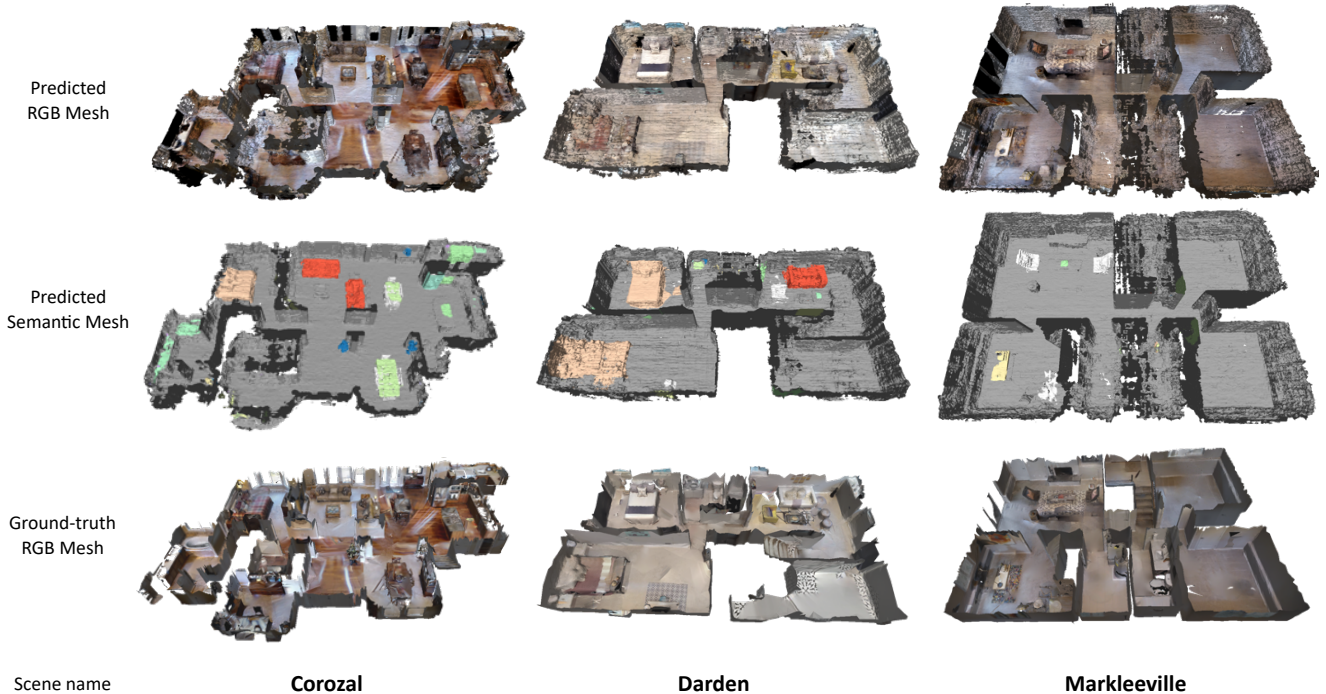 Predicted
RGB Mesh
Predicted
Semantic Mesh
Ground-truth
RGB Mesh
Scene name
Corozal
Darden
Markleeville